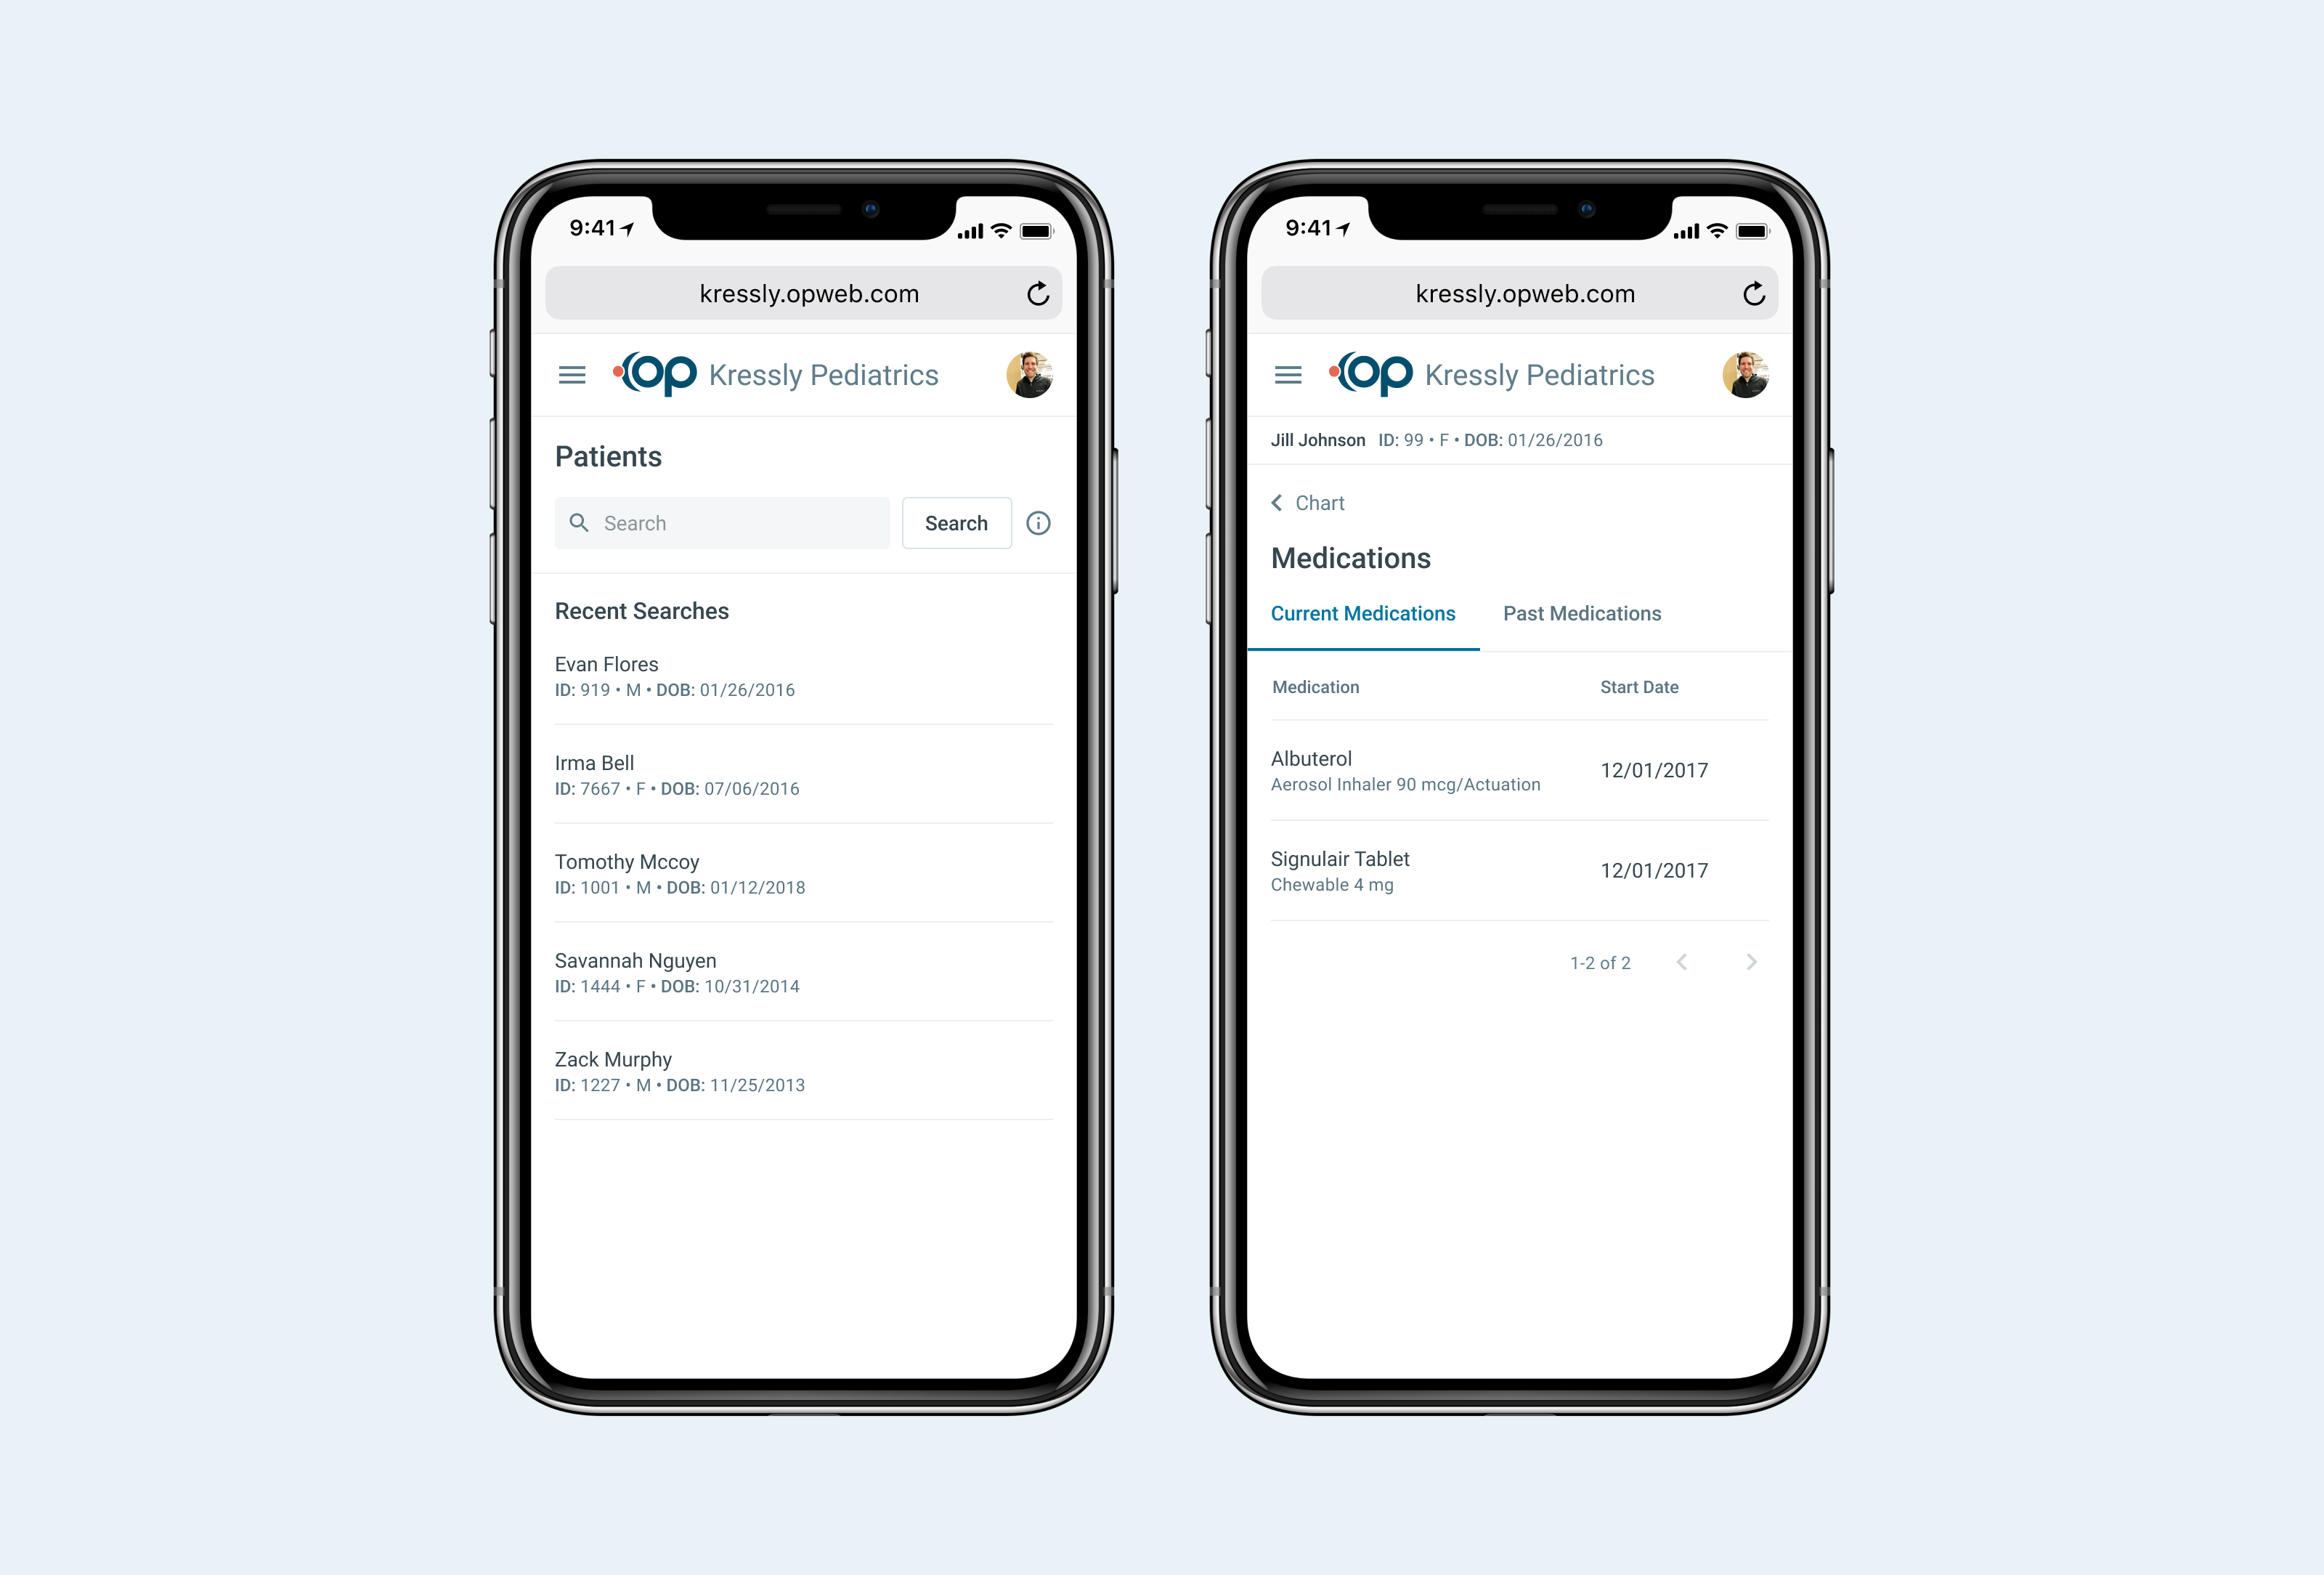 9:41
kressly.opweb.com
op Kressly Pediatrics
Patients
Search Search
Recent Searches
Evan Flores
ID: 919 • M • DOB: 01/26/2016
Irma Bell
ID: 7667 • F • DOB: 07/06/2016
Tomothy Mccoy
ID: 1001 • M • DOB: 01/12/2018
Savannah Nguyen
ID: 1444 • F • DOB: 10/31/2014
Zack Murphy
ID: 1227 • M • DOB: 11/25/2013
9:41
kressly.opweb.com
op Kressly Pediatrics
Jill Johnson ID: 99 • F • DOB: 01/26/2016
Chart
Medications
Current Medications Past Medications
Medication Start Date
Albuterol
Aerosol Inhaler 90 mcg/Actuation 12/01/2017
Signulair Tablet
Chewable 4 mg 12/01/2017
1-2 of 2